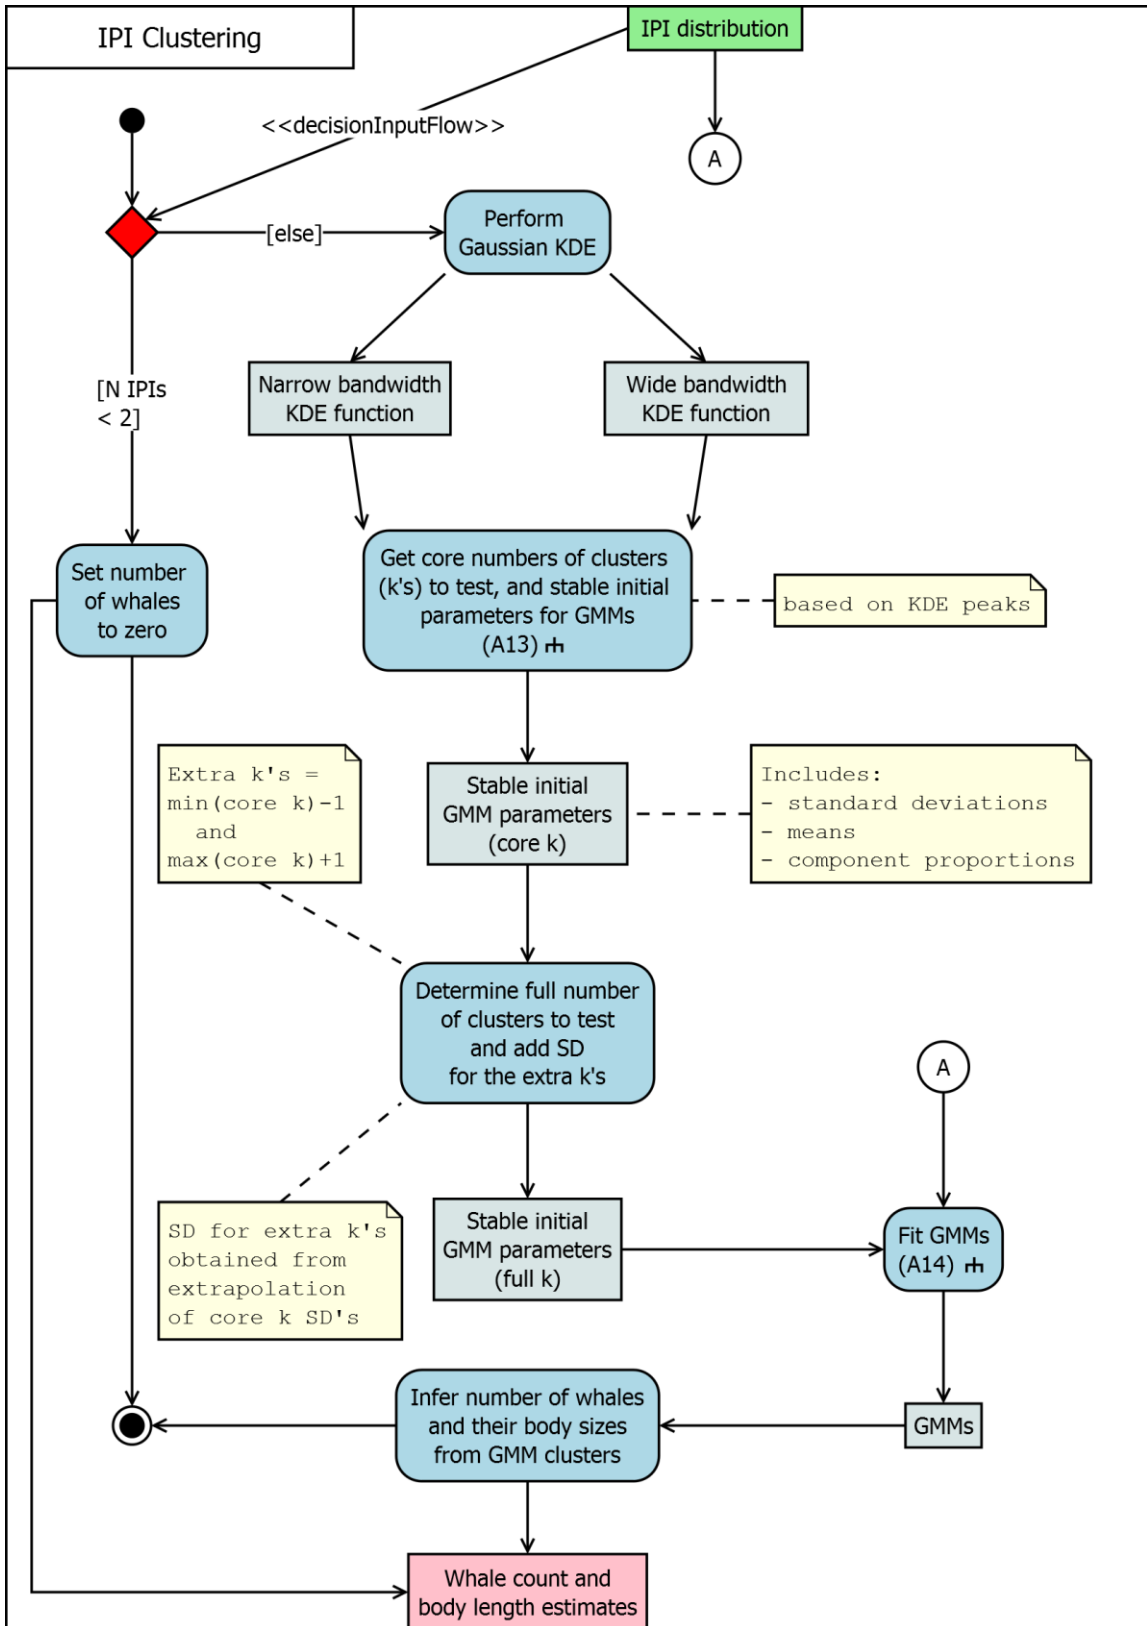 IPI Clustering
IPI distribution
<<decisionInputFlow>>
A
[else]
Perform
Gaussian KDE
[N IPIs
< 2]
Narrow bandwidth
KDE function
Wide bandwidth
KDE function
Set number
of whales
to zero
Get core numbers of clusters
(k's) to test, and stable initial
parameters for GMMs
(A13)
based on KDE peaks
Extra k's =
min(core k)-1
and
max(core k)+1
Stable initial
GMM parameters
(core k)
Includes:
- standard deviations
- means
- component proportions
Determine full number
of clusters to test
and add SD
for the extra k's
A
SD for extra k's
obtained from
extrapolation
of core k SD's
Stable initial
GMM parameters
(full k)
Fit GMMs
(A14)
Infer number of whales
and their body sizes
from GMM clusters
GMMs
Whale count and
body length estimates